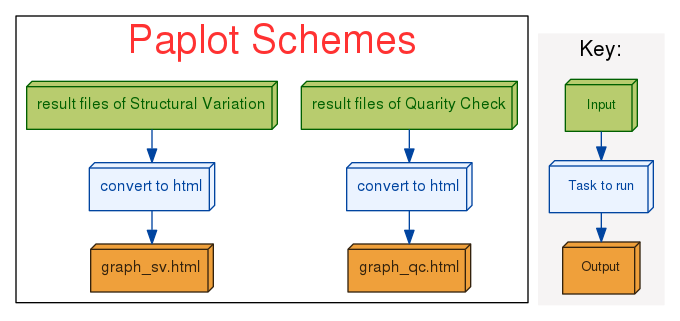 Paplot Schemes
Key:
result files of Structural Variation
result files of Quarity Check
Input
convert to html
convert to html
Task to run
graph_sv.html
graph_qc.html
Output